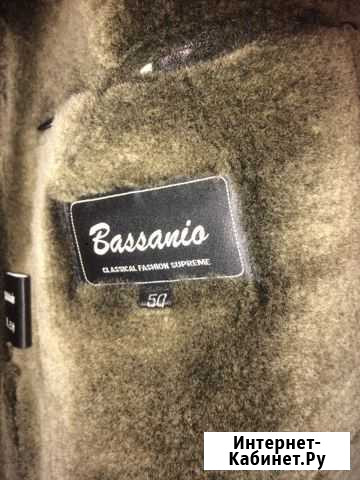 Bassanio
CLASSICAL FASHION SUPREME
50
Интернет-
Кабинет.Ру